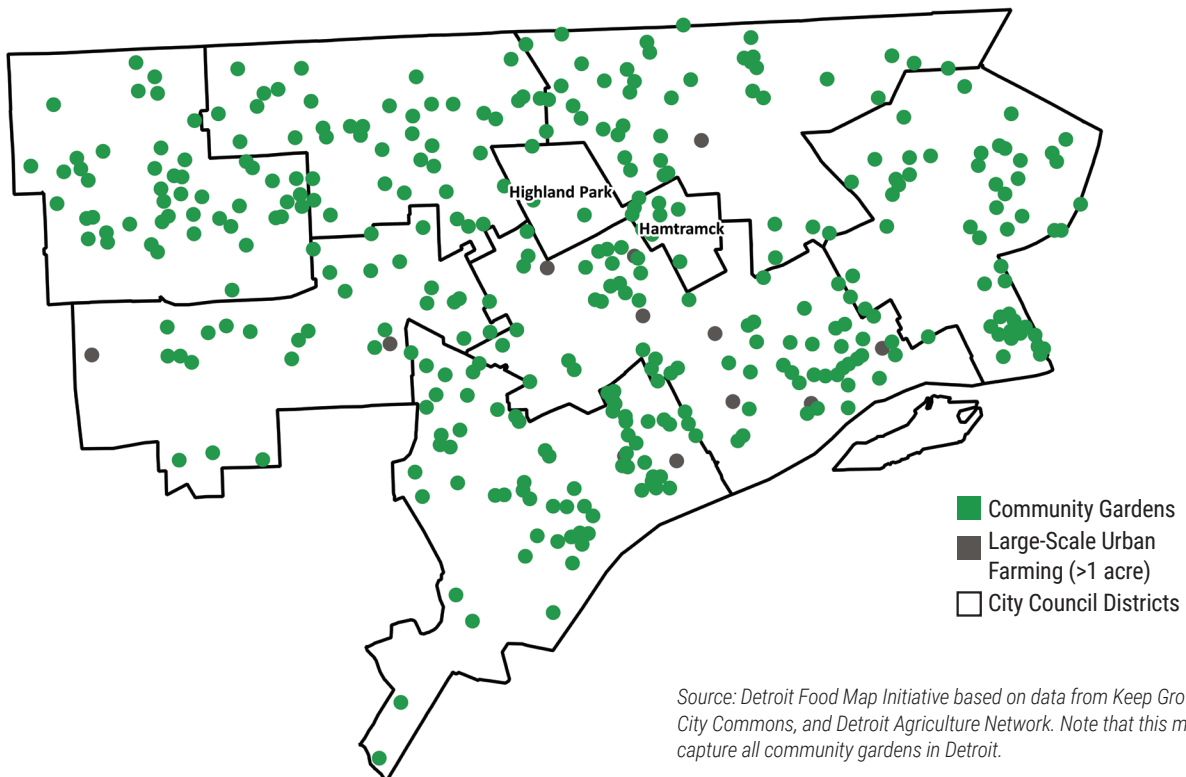 Highland Park
Hamtramck
Community Gardens
Large-Scale Urban
Farming (>1 acre)
City Council Districts
Source: Detroit Food Map Initiative based on data from Keep Gro
City Commons, and Detroit Agriculture Network. Note that this m
capture all community gardens in Detroit.